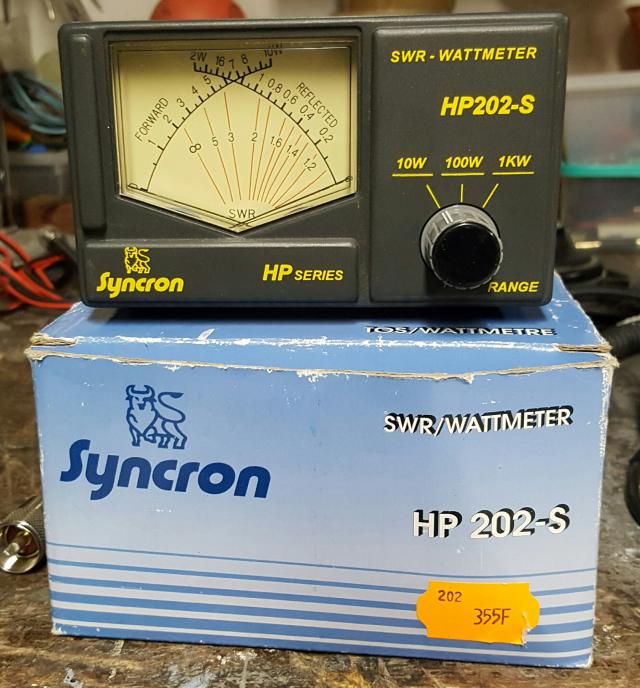 SWR - WATTMETER
HP202-S
10W 100W 1KW
RANGE
2W 16 7 8 10W
FORWARD
1 2 3 4 5
REFLECTED
1 0.8 0.6 0.4 0.2
∞ 5 3 2 1.6 1.4 1.2
SWR
Syncron
HP SERIES
TOS/WATTMETRE
SWR/WATTMETER
Syncron
HP 202-S
202
355F